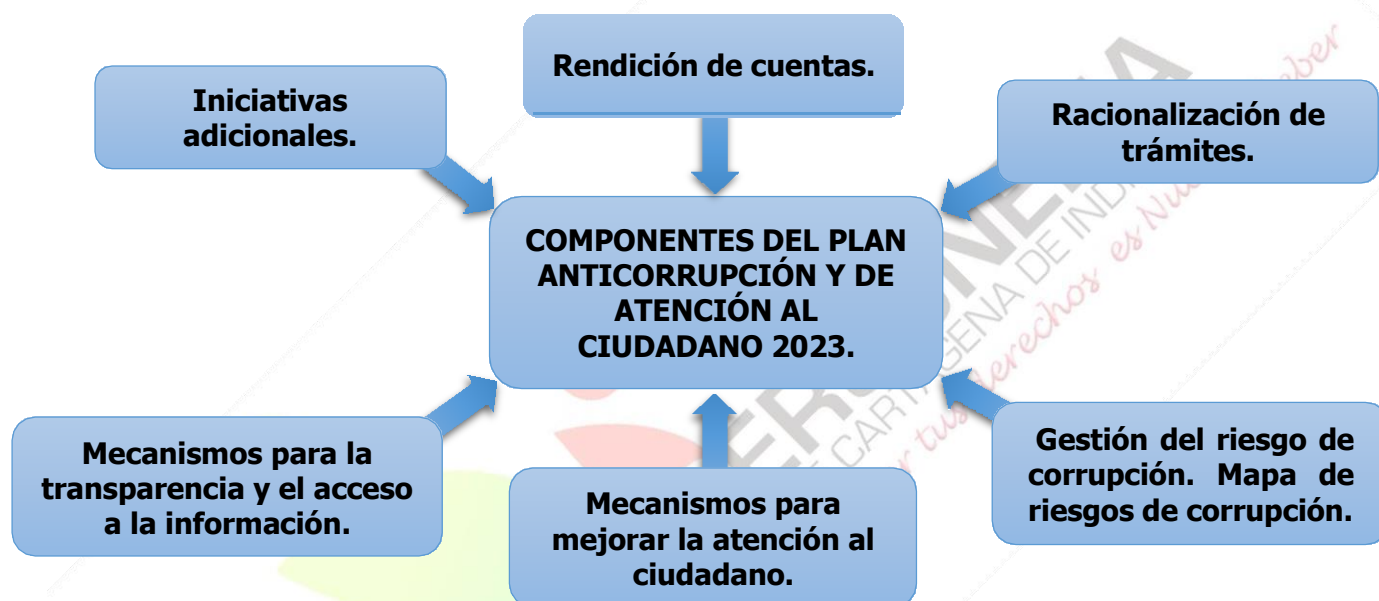 Rendición de cuentas.
Iniciativas
adicionales.
Racionalización de
trámites.
COMPONENTES DEL PLAN
ANTICORRUPCIÓN Y DE
ATENCIÓN AL
CIUDADANO 2023.
Mecanismos para la
transparencia y el acceso
a la información.
Mecanismos para
mejorar la atención al
ciudadano.
Gestión del riesgo de
corrupción. Mapa de
riesgos de corrupción.